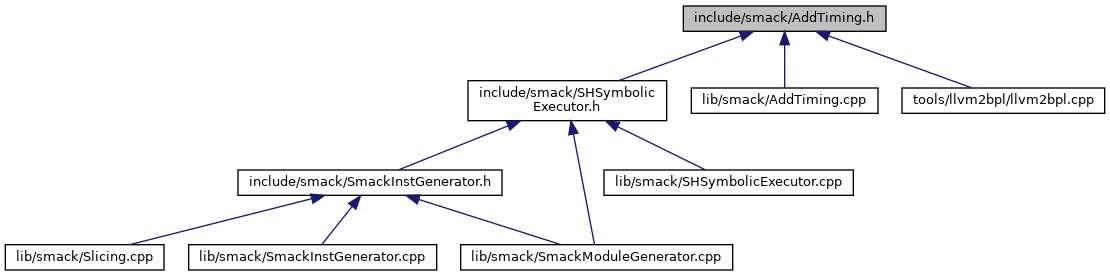 include/smack/AddTiming.h
include/smack/SHSymbolic
Executor.h
lib/smack/AddTiming.cpp
tools/llvm2bpl/llvm2bpl.cpp
include/smack/SmackInstGenerator.h
lib/smack/SHSymbolicExecutor.cpp
lib/smack/Slicing.cpp
lib/smack/SmackInstGenerator.cpp
lib/smack/SmackModuleGenerator.cpp